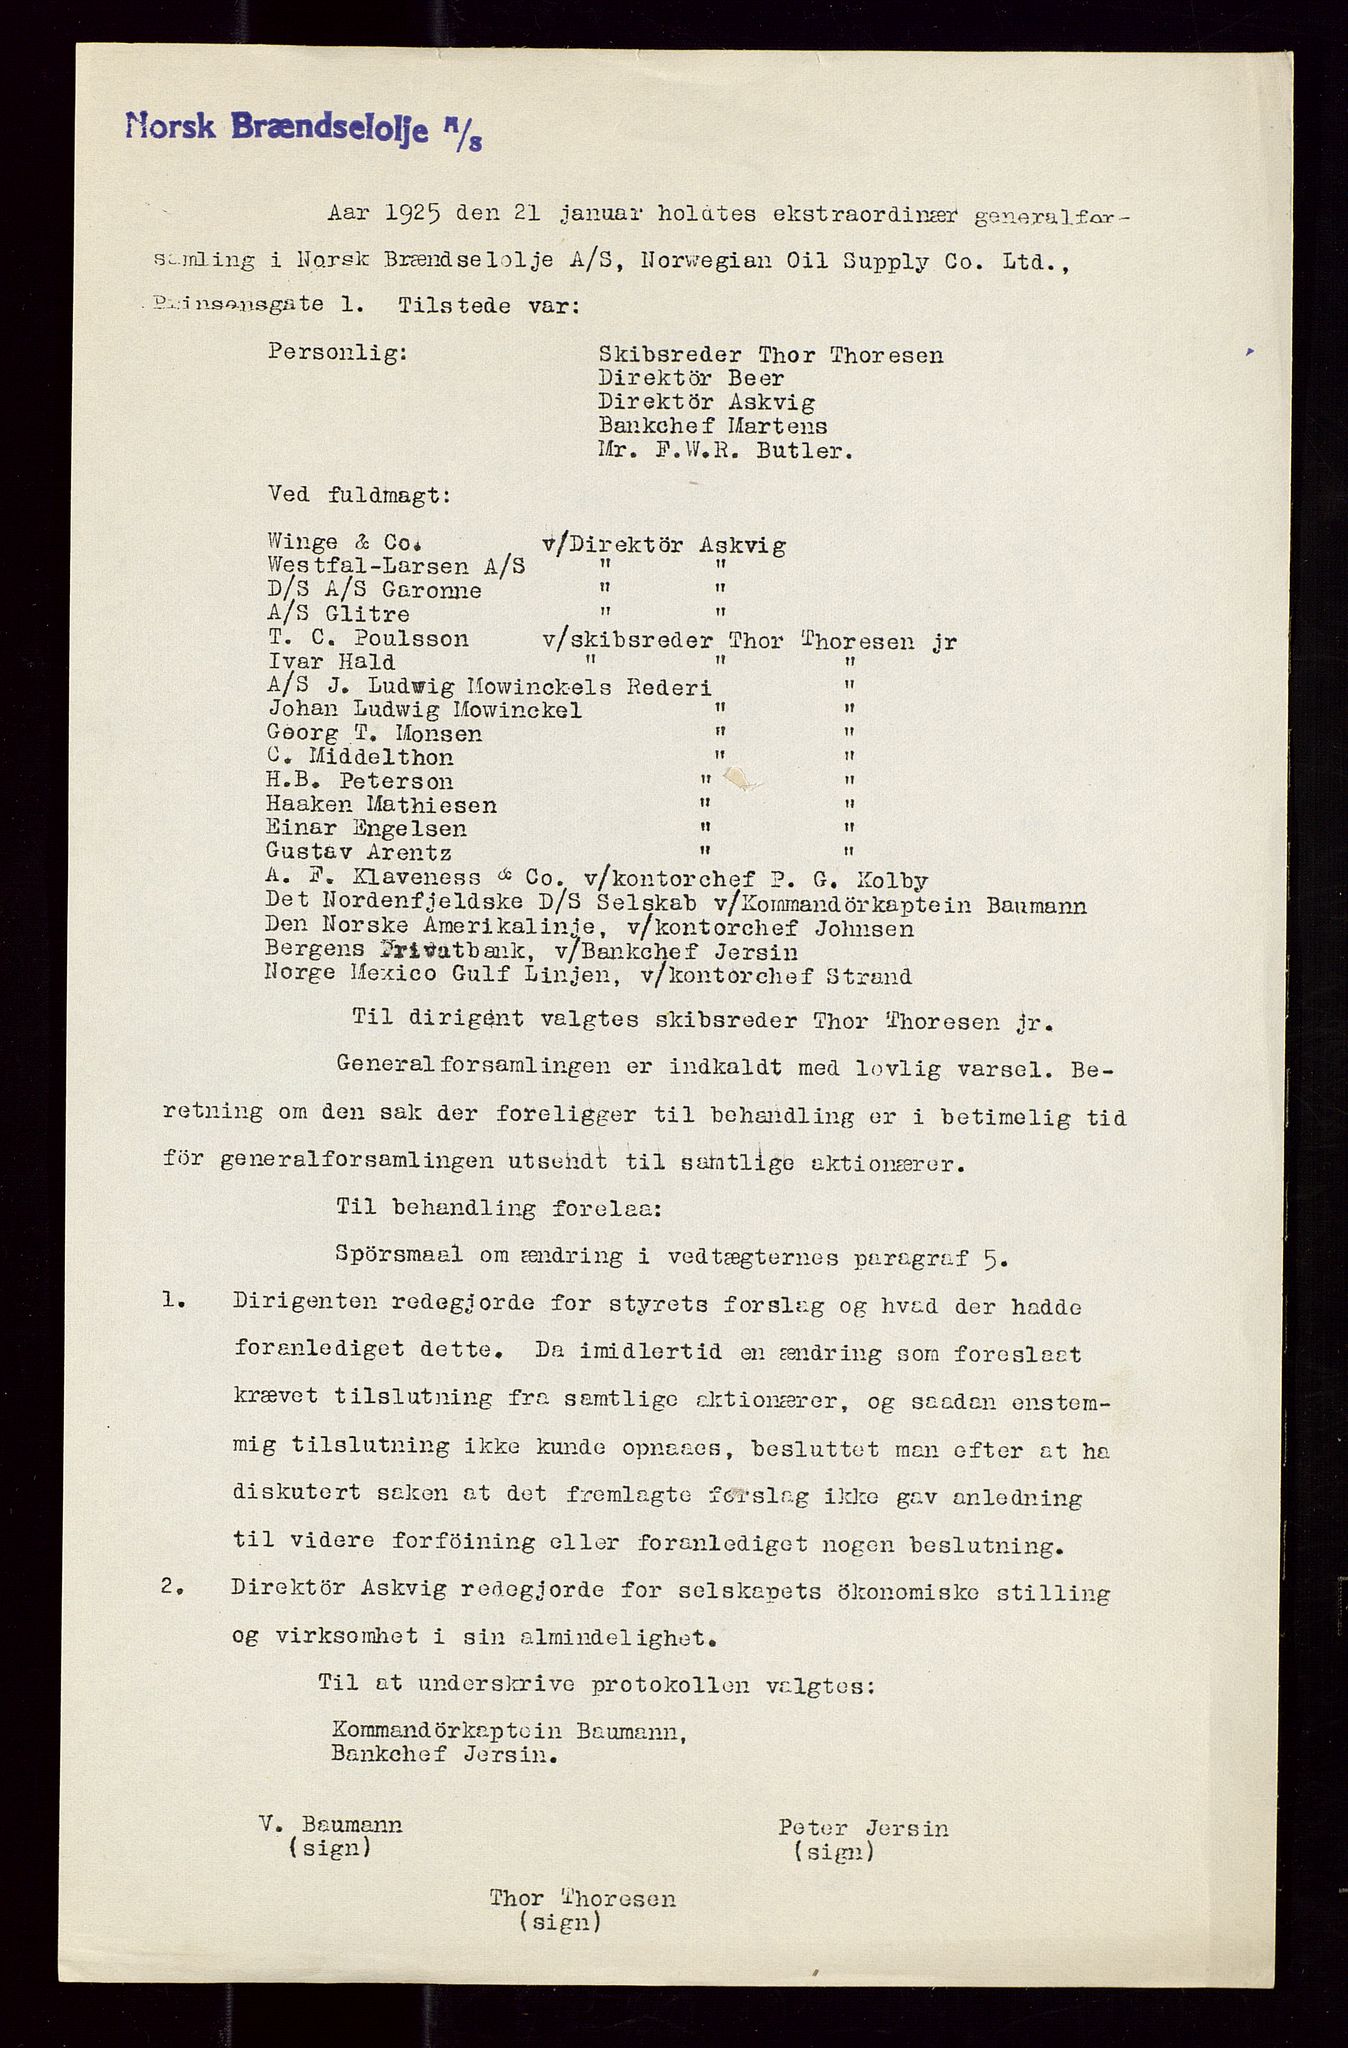 Norsk Brændselolje A/S
Aar 1925 den 21 januar holdtes ekstraordinær generalfor-
samling i Norsk Brændselolje A/S, Norwegian Oil Supply Co. Ltd.,
Prinsensgate 1. Tilstede var:
Personlig: Skibsreder Thor Thoresen
Direktör Beer
Direktör Askvig
Bankchef Martens
Mr. F.W.R. Butler.
Ved fuldmagt:
Winge & Co. v/Direktör Askvig
Westfal-Larsen A/S " "
D/S A/S Garonne " "
A/S Glitre " "
T. C. Poulsson v/skibsreder Thor Thoresen jr
Ivar Hald " " "
A/S J. Ludwig Mowinckels Rederi "
Johan Ludwig Mowinckel " "
Georg T. Monsen " "
C. Middelthon " "
H.B. Peterson " "
Haaken Mathiesen " "
Einar Engelsen " "
Gustav Arentz " "
A. F. Klaveness & Co. v/kontorchef P. G. Kolby
Det Nordenfjeldske D/S Selskab v/Kommandörkaptein Baumann
Den Norske Amerikalinje, v/kontorchef Johnsen
Bergens Privatbank, v/Bankchef Jersin
Norge Mexico Gulf Linjen, v/kontorchef Strand
Til dirigent valgtes skibsreder Thor Thoresen jr.
Generalforsamlingen er indkaldt med lovlig varsel. Be-
retning om den sak der foreligger til behandling er i betimelig tid
för generalforsamlingen utsendt til samtlige aktionærer.
Til behandling forelaa:
Spörsmaal om ændring i vedtægternes paragraf 5.
1. Dirigenten redegjorde for styrets forslag og hvad der hadde
foranlediget dette. Da imidlertid en ændring som foreslaat
krævet tilslutning fra samtlige aktionærer, og saadan enstem-
mig tilslutning ikke kunde opnaaes, besluttet man efter at ha
diskutert saken at det fremlagte forslag ikke gav anledning
til videre forföining eller foranlediget nogen beslutning.
2. Direktör Askvig redegjorde for selskapets ökonomiske stilling
og virksomhet i sin almindelighet.
Til at underskrive protokollen valgtes:
Kommandörkaptein Baumann,
Bankchef Jersin.
V. Baumann Peter Jersin
(sign) (sign)
Thor Thoresen
(sign)